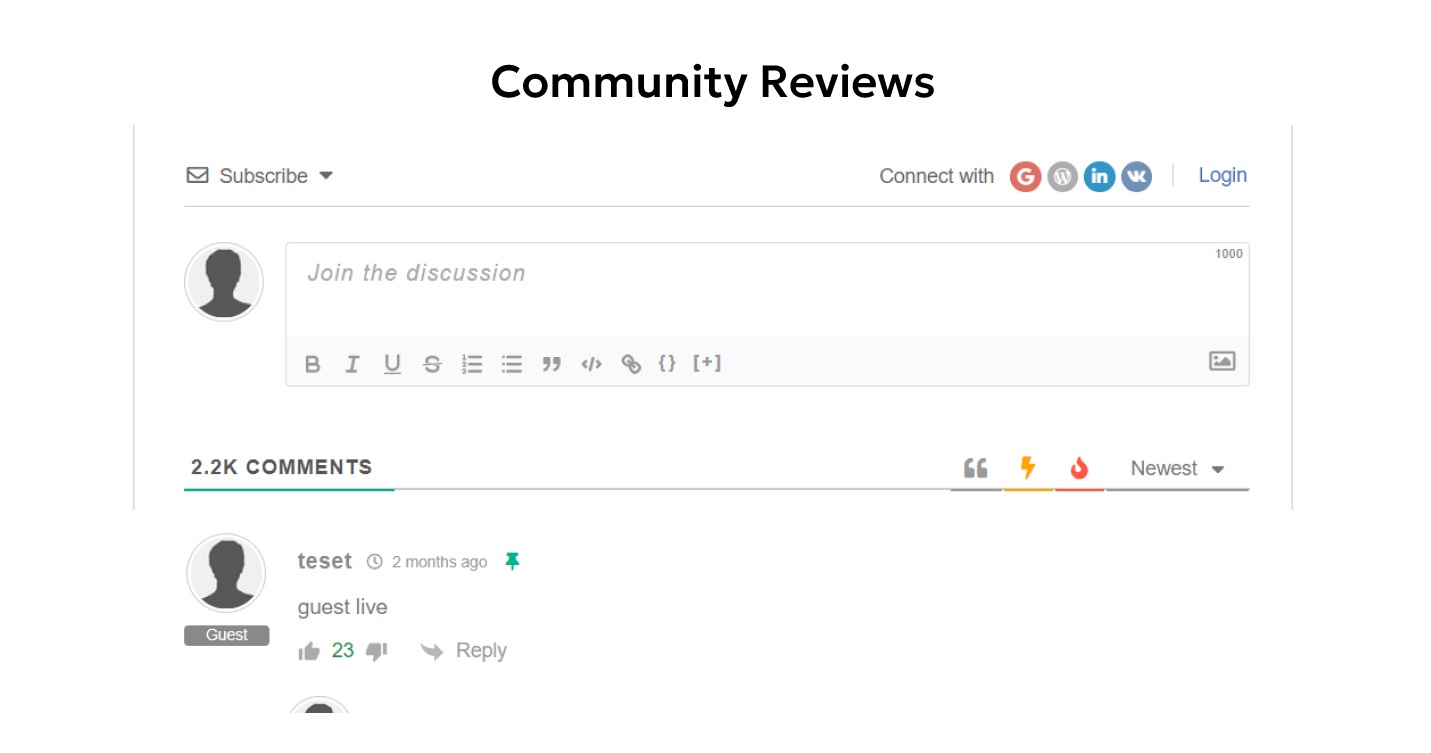 Community Reviews
Subscribe
Connect with
G
W
in
Login
1000
Join the discussion
B I U S </> {} [+]
2.2K COMMENTS
Newest
teset 2 months ago
guest live
Guest
23 Reply